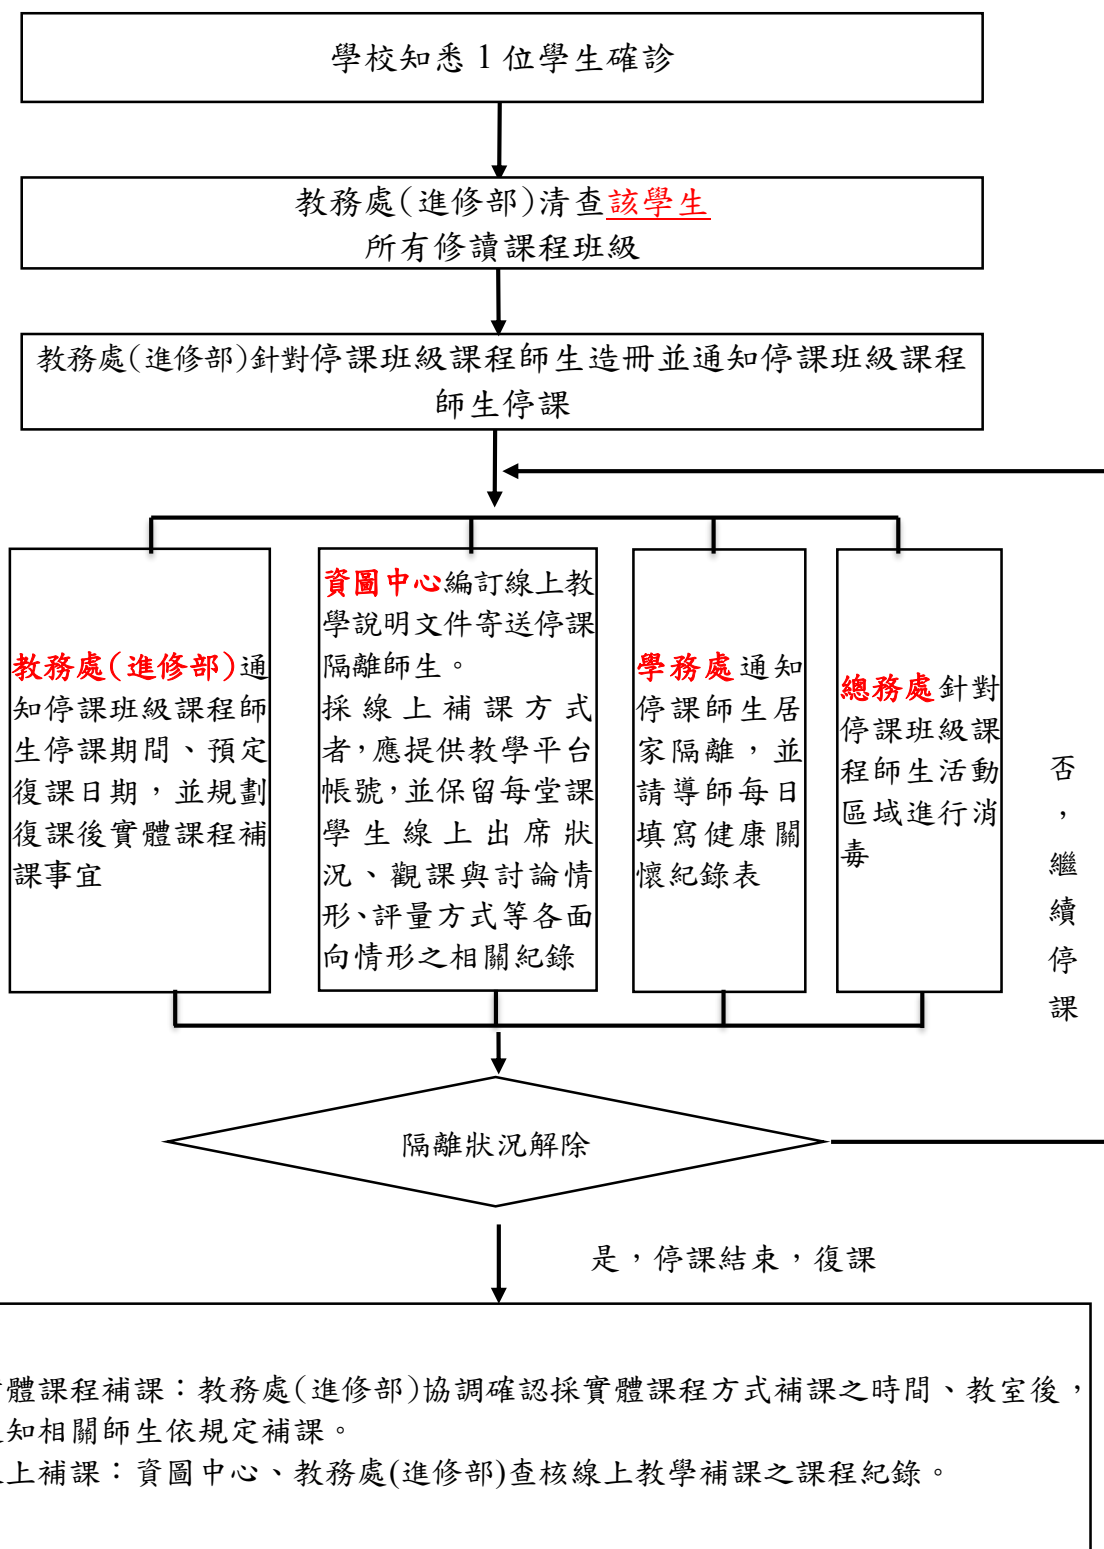 學校知悉 1 位學生確診
教務處(進修部)清查該學生
所有修讀課程班級
教務處(進修部)針對停課班級課程師生造冊並通知停課班級課程
師生停課
教務處(進修部)通
知停課班級課程師
生停課期間、預定
復課日期，並規劃
復課後實體課程補
課事宜
資圖中心編訂線上教
學說明文件寄送停課
隔離師生。
採線上補課方式
者，應提供教學平台
帳號，並保留每堂課
學生線上出席狀
況、觀課與討論情
形、評量方式等各面
向情形之相關紀錄
學務處通知
停課師生居
家隔離，並
請導師每日
填寫健康關
懷紀錄表
總務處針對
停課班級課
程師生活動
區域進行消
毒
否，繼續停課
隔離狀況解除
是，停課結束，復課
體課程補課：教務處(進修部)協調確認採實體課程方式補課之時間、教室後，
知相關師生依規定補課。
上補課：資圖中心、教務處(進修部)查核線上教學補課之課程紀錄。